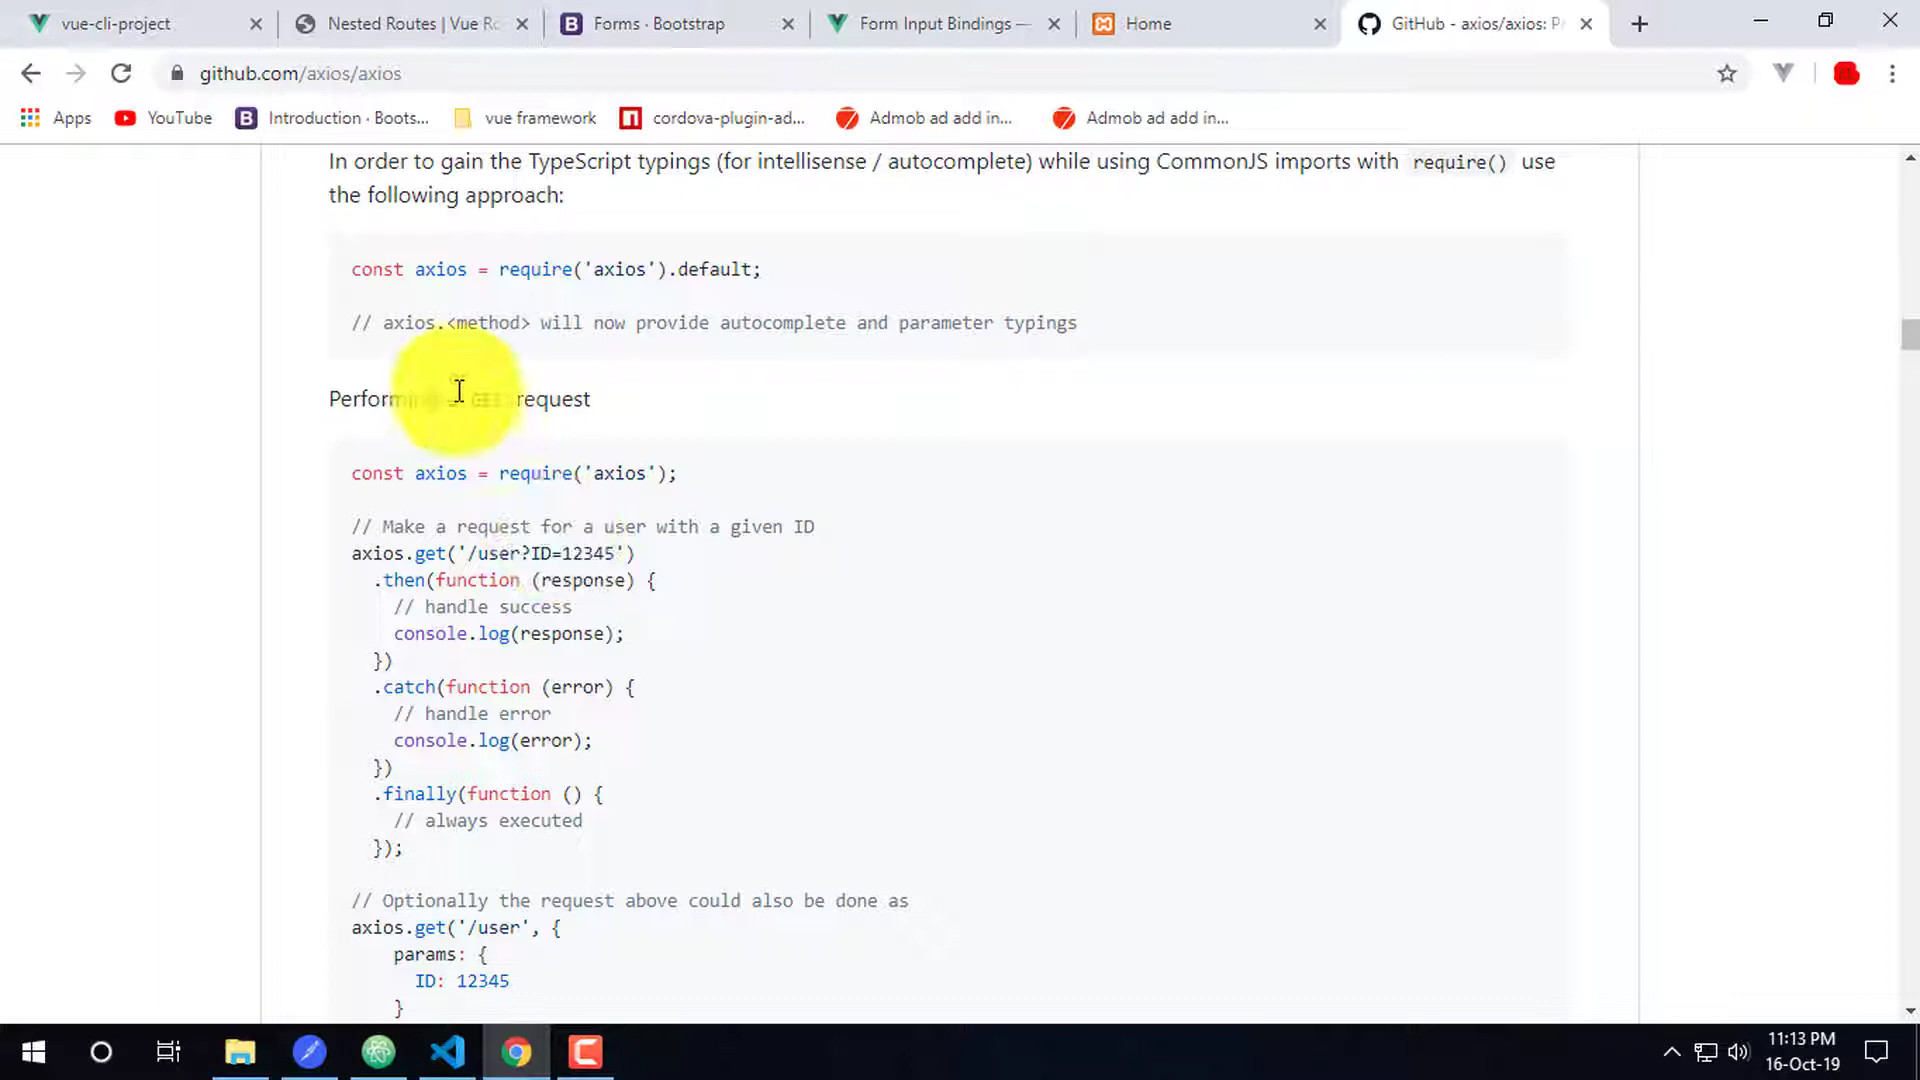 vue-cli-project
Nested Routes | Vue Ro
Forms · Bootstrap
Form Input Bindings —
Home
GitHub - axios/axios: P
github.com/axios/axios
Apps
YouTube
Introduction · Boots...
vue framework
cordova-plugin-ad...
Admob ad add in...
Admob ad add in...
In order to gain the TypeScript typings (for intellisense / autocomplete) while using CommonJS imports with require() use
the following approach:
const axios = require('axios').default;
// axios.<method> will now provide autocomplete and parameter typings
Performing a GET request
const axios = require('axios');
// Make a request for a user with a given ID
axios.get('/user?ID=12345')
.then(function (response) {
// handle success
console.log(response);
})
.catch(function (error) {
// handle error
console.log(error);
})
.finally(function () {
// always executed
});
// Optionally the request above could also be done as
axios.get('/user', {
params: {
ID: 12345
}
11:13 PM
16-Oct-19